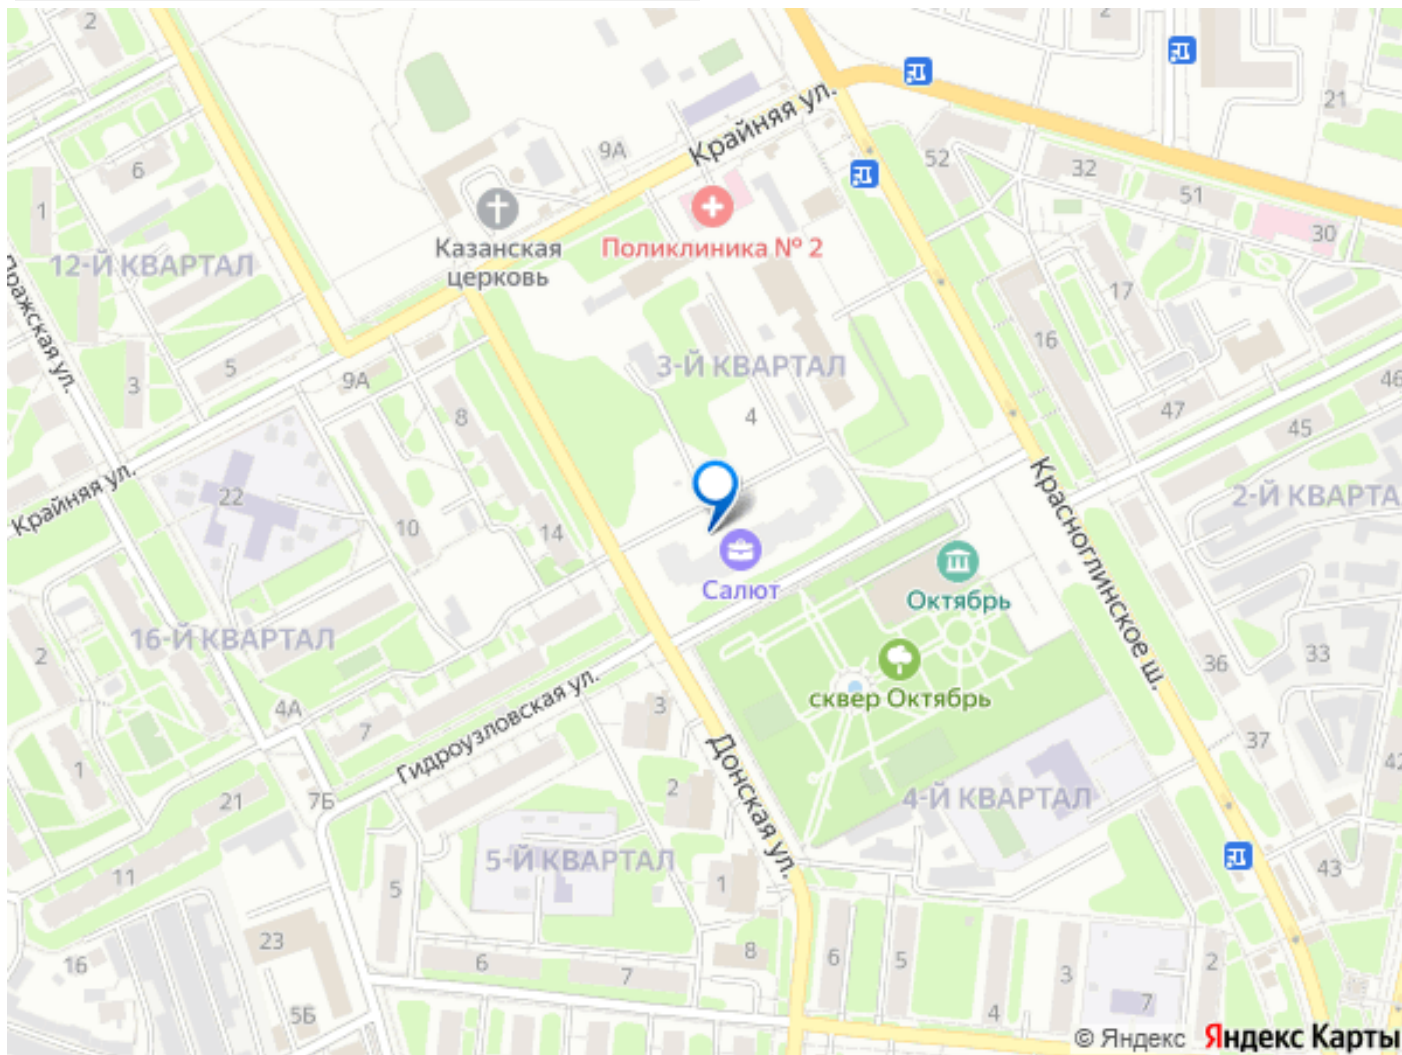 2
2
21
Крайняя ул.
9А
52
32
51
30
6
1
12-Й КВАРТАЛ
Казанская
церковь
Поликлиника № 2
17
16
Пражская ул.
3-Й КВАРТАЛ
5
3
9А
8
4
46
47
45
Крайняя ул.
22
10
14
Красноглинское ш.
2-Й КВАРТА
Салют
Октябрь
16-Й КВАРТАЛ
2
4А
7
Гидроузловская ул.
3
сквер Октябрь
36
33
37
42
1
21
7Б
2
Донская ул.
4-Й КВАРТАЛ
5-Й КВАРТАЛ
11
5
1
43
16
23
6
7
8
6
5
3
4
7
2
5Б
© Яндекс Яндекс Карты